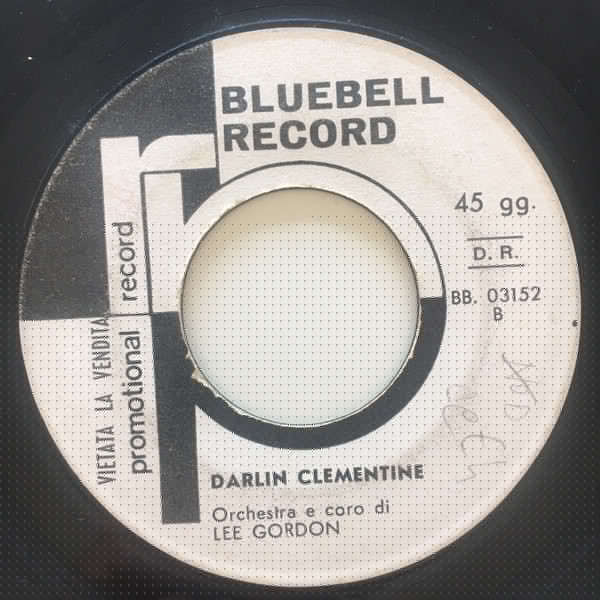 BLUEBELL
RECORD
45 gg.
D. R.
BB. 03152
B
VIETATA LA VENDITA
promotional record
DARLIN CLEMENTINE
Orchestra e coro di
LEE GORDON